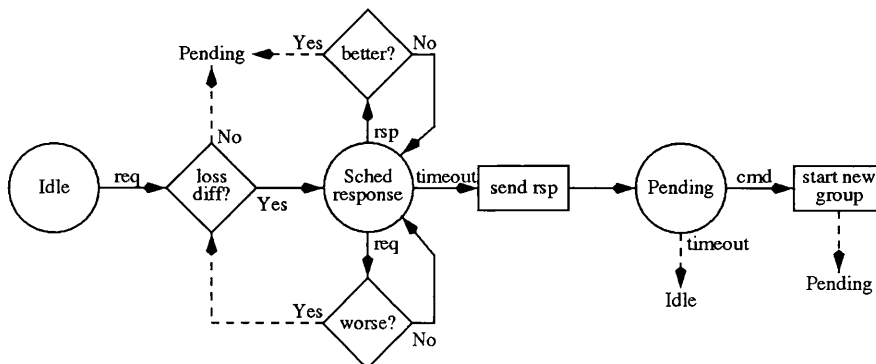 Yes
better?
No
Pending
rsp
No
Idle
req
loss
diff?
Yes
Sched
response
timeout
send rsp
Pending
cmd
start new
group
req
timeout
Idle
Pending
Yes
worse?
No